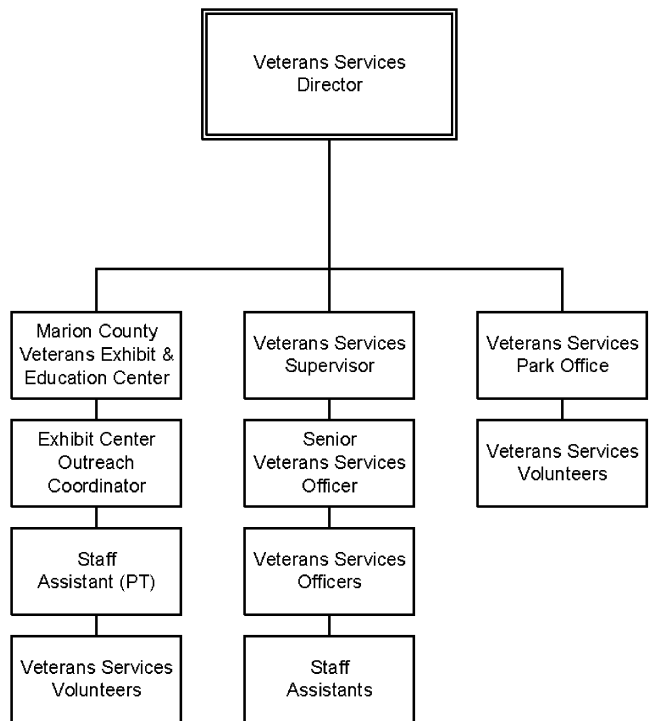 Veterans Services
Director
Marion County
Veterans Exhibit &
Education Center
Exhibit Center
Outreach
Coordinator
Staff
Assistant (PT)
Veterans Services
Volunteers
Veterans Services
Supervisor
Senior
Veterans Services
Officer
Veterans Services
Officers
Staff
Assistants
Veterans Services
Park Office
Veterans Services
Volunteers